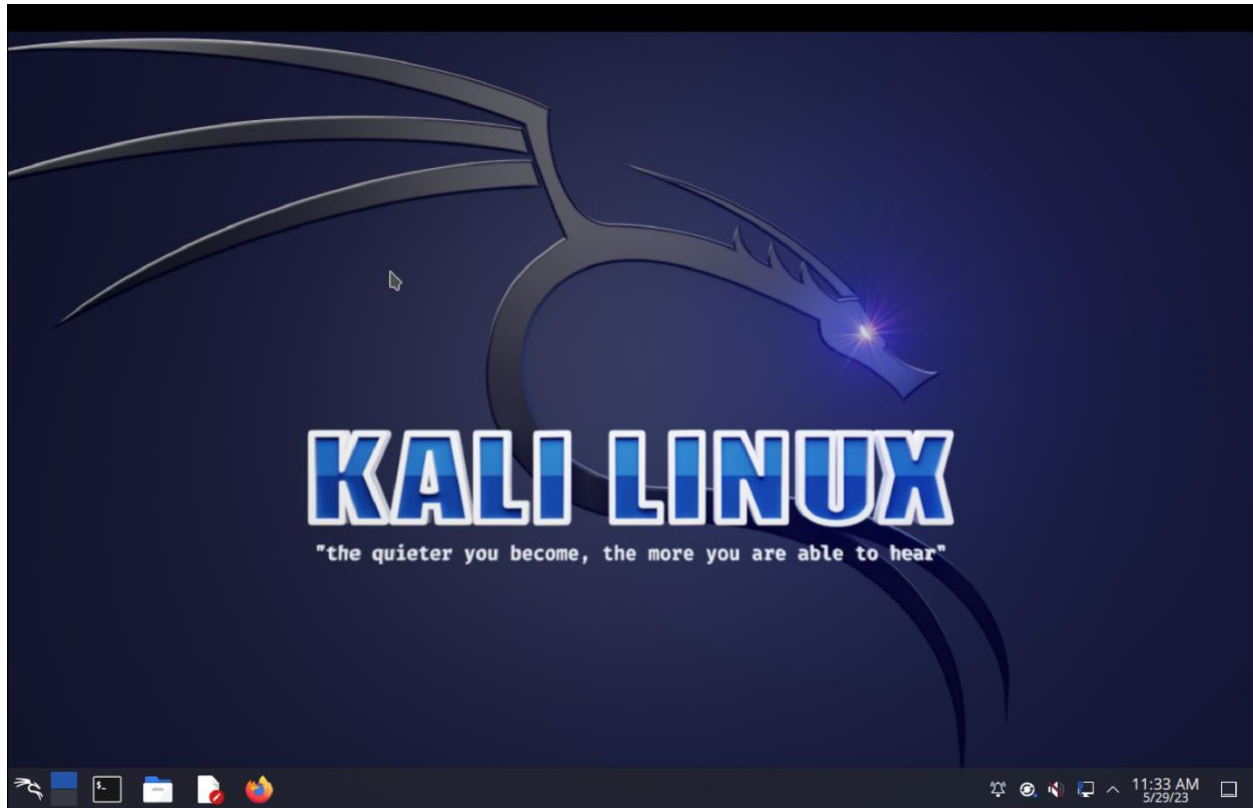 KALI LINUX
"the quieter you become, the more you are able to hear"
$_
11:33 AM
5/29/23